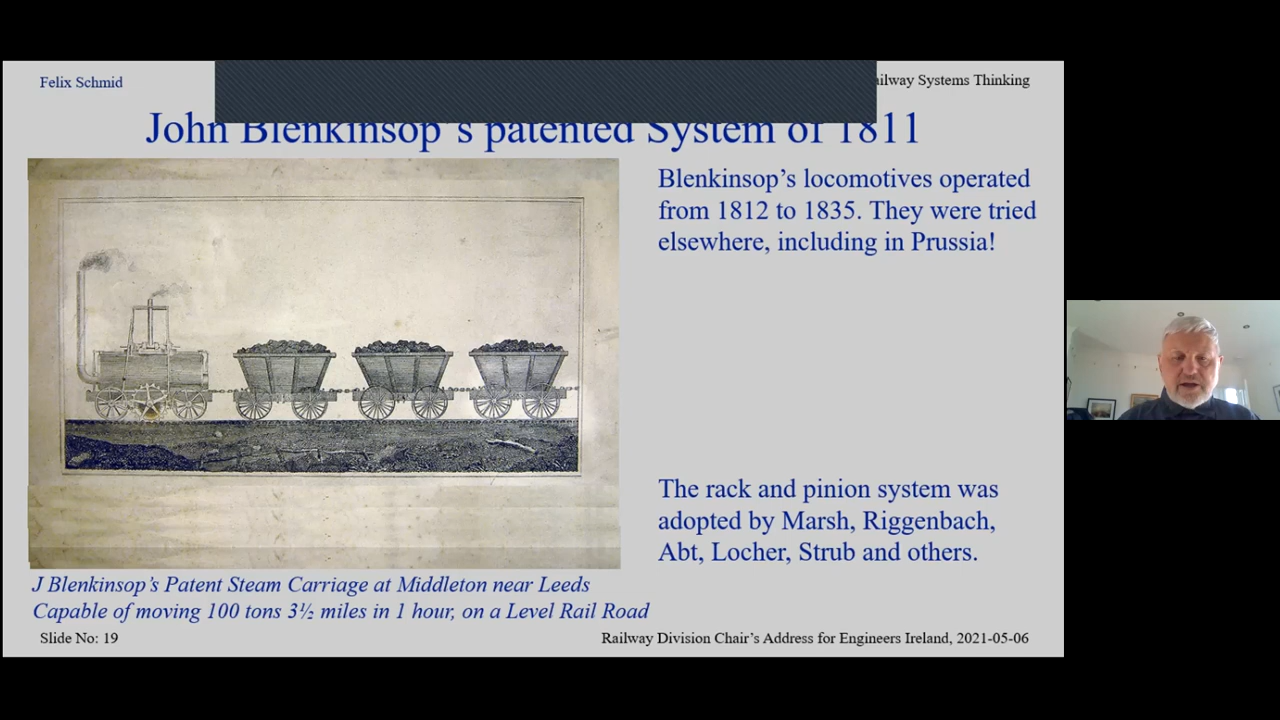 Felix Schmid
ailway Systems Thinking
John Blenkinsop's patented System of 1811
Blenkinsop's locomotives operated
from 1812 to 1835. They were tried
elsewhere, including in Prussia!
The rack and pinion system was
adopted by Marsh, Riggenbach,
Abt, Locher, Strub and others.
J Blenkinsop's Patent Steam Carriage at Middleton near Leeds
Capable of moving 100 tons 3½ miles in 1 hour, on a Level Rail Road
Slide No: 19
Railway Division Chair's Address for Engineers Ireland, 2021-05-06